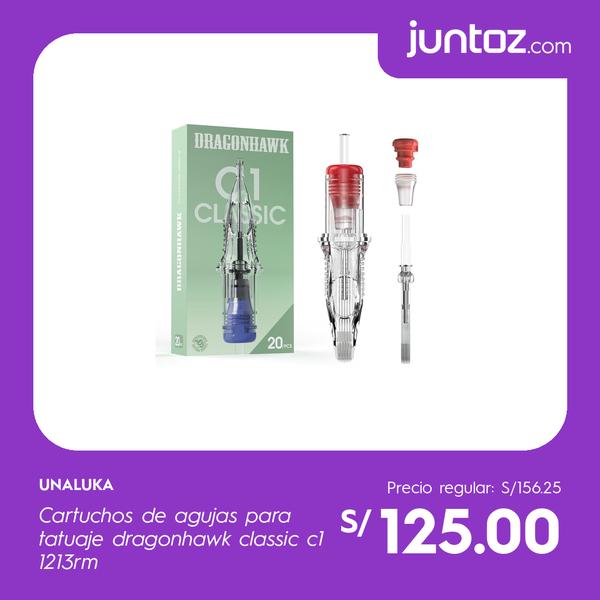 juntoz.com
DRAGONHAWK
C1
CLASSIC
DRAGONHAWK
20PCS
UNALUKA
Cartuchos de agujas para
tatuaje dragonhawk classic c1
1213rm
Precio regular: S/156.25
S/125.00